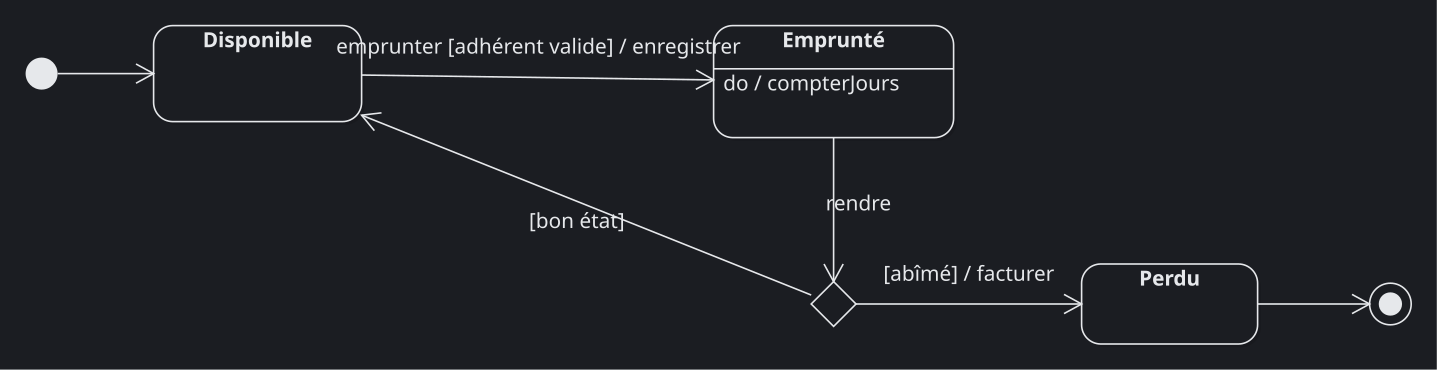 Disponible
emprunter [adhérent valide] / enregistrer
Emprunté
do / compterJours
rendre
[bon état]
[abîmé] / facturer
Perdu